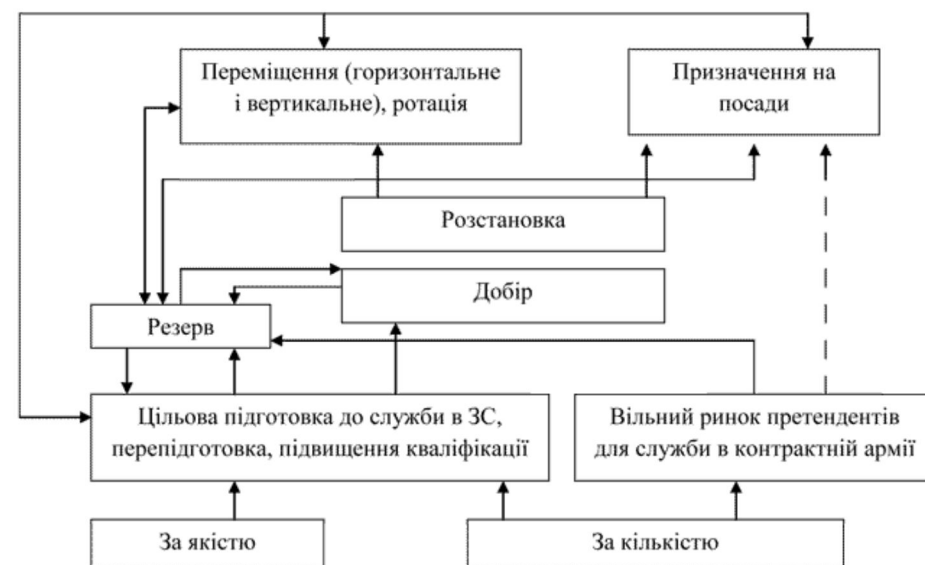 Переміщення (горизонтальне
і вертикальне), ротація
Призначення на
посади
Розстановка
Добір
Резерв
Цільова підготовка до служби в ЗС,
перепідготовка, підвищення кваліфікації
Вільний ринок претендентів
для служби в контрактній армії
За якістю
За кількістю